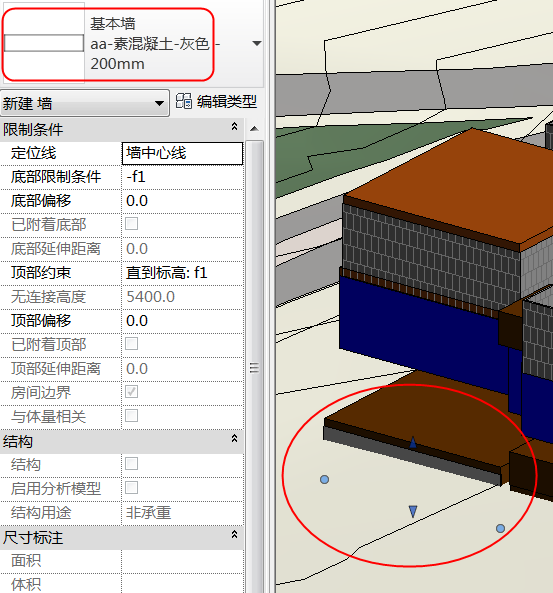 基本墙
aa-素混凝土-灰色 -
200mm
新建 墙
编辑类型
限制条件
定位线 墙中心线
底部限制条件 -f1
底部偏移 0.0
已附着底部
底部延伸距离 0.0
顶部约束 直到标高: f1
无连接高度 5400.0
顶部偏移 0.0
已附着顶部
顶部延伸距离 0.0
房间边界
与体量相关
结构
结构
启用分析模型
结构用途 非承重
尺寸标注
面积
体积